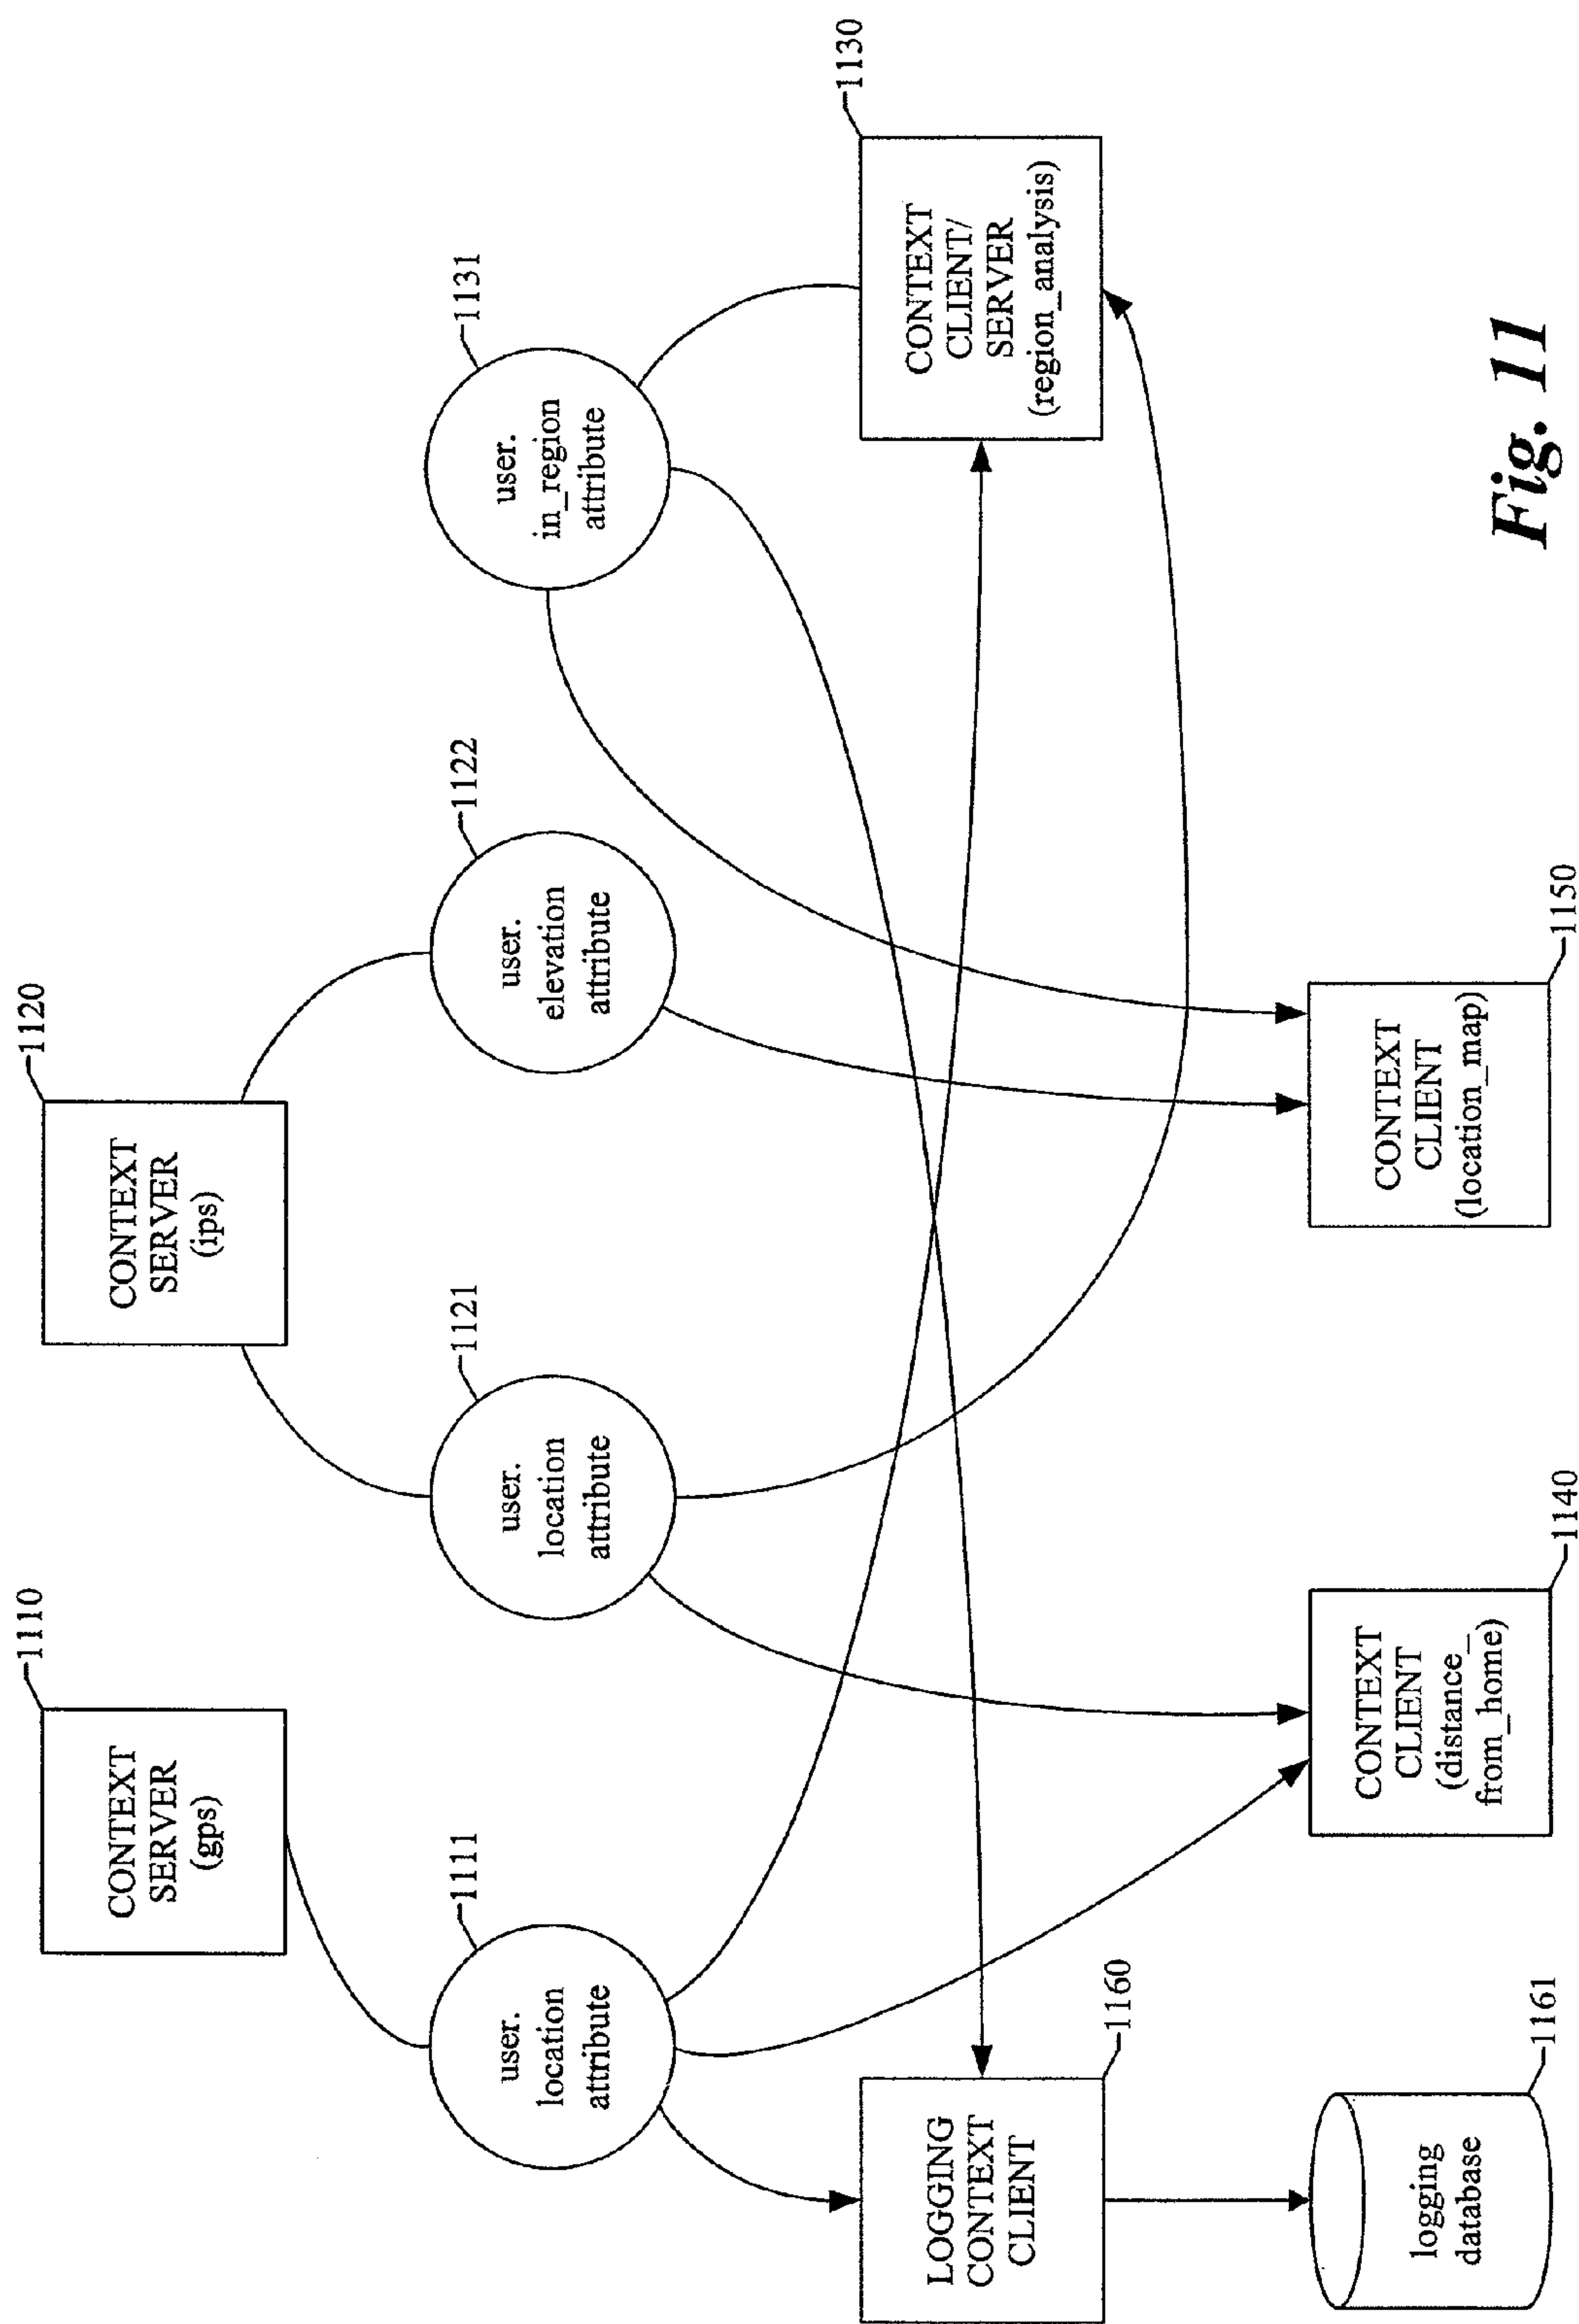 1110
CONTEXT
SERVER
(gps)
1120
CONTEXT
SERVER
(ips)
1111
user.
location
attribute
1121
user.
location
attribute
1122
user.
elevation
attribute
1131
user.
in_region
attribute
LOGGING
CONTEXT
CLIENT
1160
1130
CONTEXT
CLIENT/
SERVER
(region_analysis)
logging
database
1161
CONTEXT
CLIENT
(distance_
from_home)
1140
CONTEXT
CLIENT
(location_map)
1150
Fig. 11